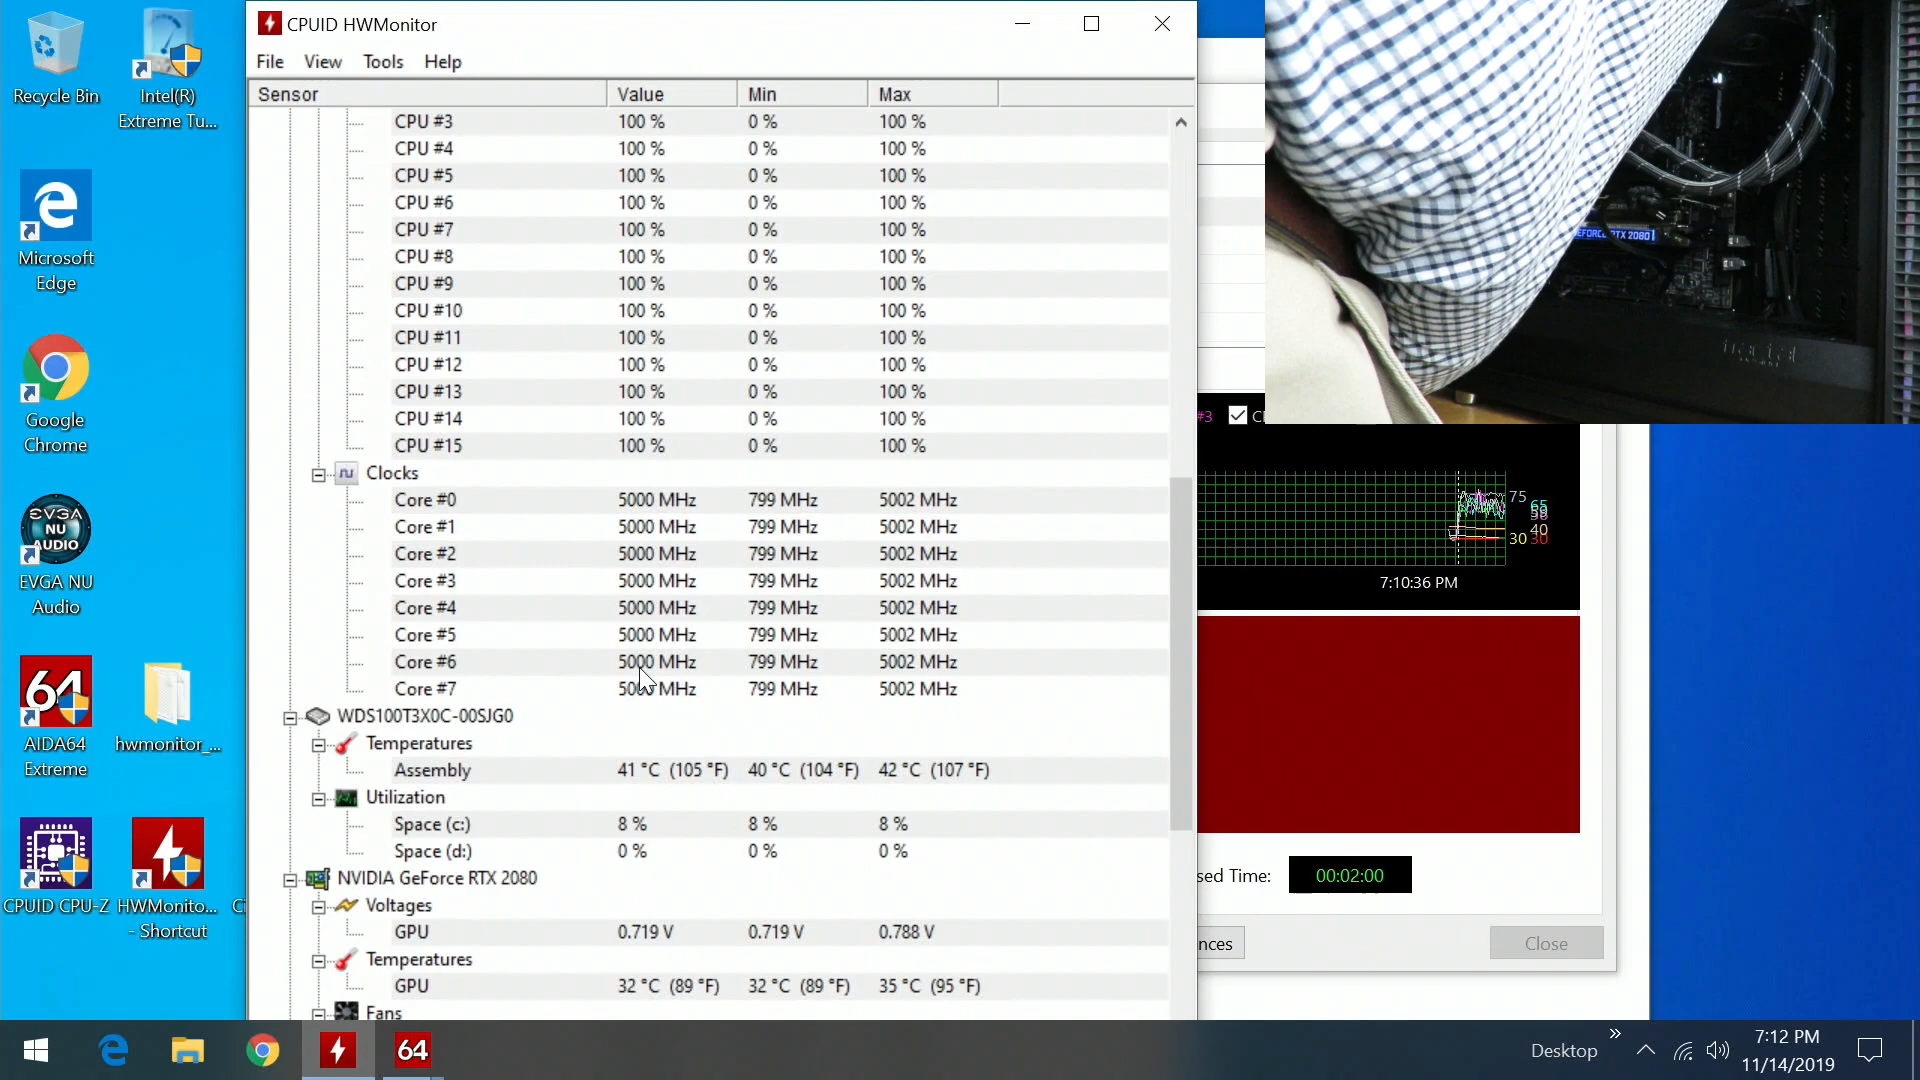 Recycle Bin
Intel(R)
Extreme Tu...
Microsoft
Edge
Google
Chrome
EVGA
NU
AUDIO
EVGA NU
Audio
64
AIDA64
Extreme
hwmonitor_...
CPUID CPU-Z
HWMonito...
- Shortcut
CPUID HWMonitor
File View Tools Help
Sensor Value Min Max
CPU #3 100 % 0 % 100 %
CPU #4 100 % 0 % 100 %
CPU #5 100 % 0 % 100 %
CPU #6 100 % 0 % 100 %
CPU #7 100 % 0 % 100 %
CPU #8 100 % 0 % 100 %
CPU #9 100 % 0 % 100 %
CPU #10 100 % 0 % 100 %
CPU #11 100 % 0 % 100 %
CPU #12 100 % 0 % 100 %
CPU #13 100 % 0 % 100 %
CPU #14 100 % 0 % 100 %
CPU #15 100 % 0 % 100 %
Clocks
Core #0 5000 MHz 799 MHz 5002 MHz
Core #1 5000 MHz 799 MHz 5002 MHz
Core #2 5000 MHz 799 MHz 5002 MHz
Core #3 5000 MHz 799 MHz 5002 MHz
Core #4 5000 MHz 799 MHz 5002 MHz
Core #5 5000 MHz 799 MHz 5002 MHz
Core #6 5000 MHz 799 MHz 5002 MHz
Core #7 5000 MHz 799 MHz 5002 MHz
WDS100T3X0C-00SJG0
Temperatures
Assembly 41 °C (105 °F) 40 °C (104 °F) 42 °C (107 °F)
Utilization
Space (c:) 8 % 8 % 8 %
Space (d:) 0 % 0 % 0 %
NVIDIA GeForce RTX 2080
Voltages
GPU 0.719 V 0.719 V 0.788 V
Temperatures
GPU 32 °C (89 °F) 32 °C (89 °F) 35 °C (95 °F)
Fans
EFORCE RTX 2080
fractal
#3
75
65
40
30 30
7:10:36 PM
sed Time: 00:02:00
nces
Close
64
Desktop
7:12 PM
11/14/2019